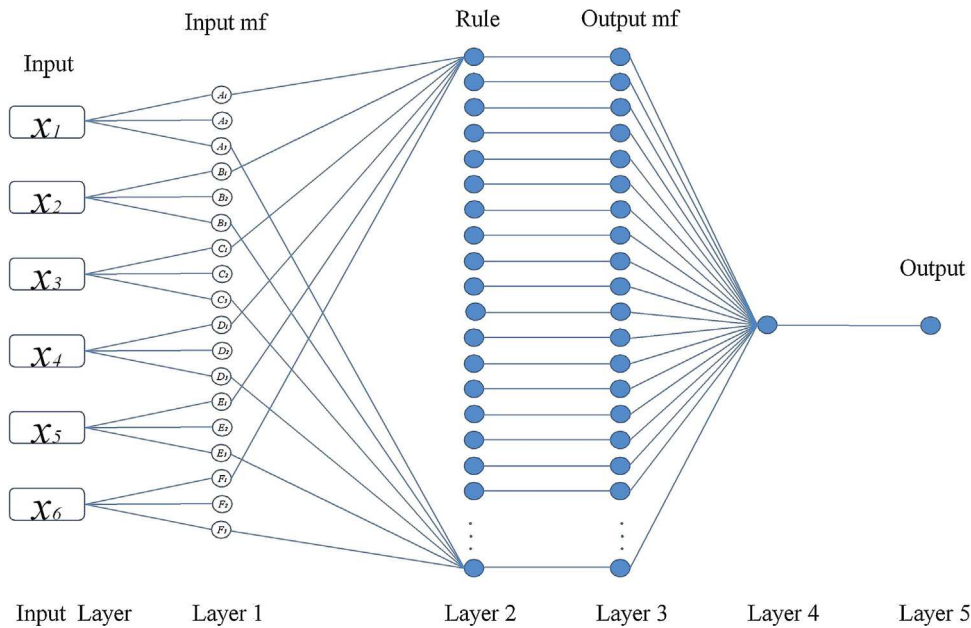 Input mf
Rule
Output mf
Input
Output
x1
x2
x3
x4
x5
x6
A1
A2
A3
B1
B2
B3
C1
C2
C3
D1
D2
D3
E1
E2
E3
F1
F2
F3
Input Layer
Layer 1
Layer 2
Layer 3
Layer 4
Layer 5